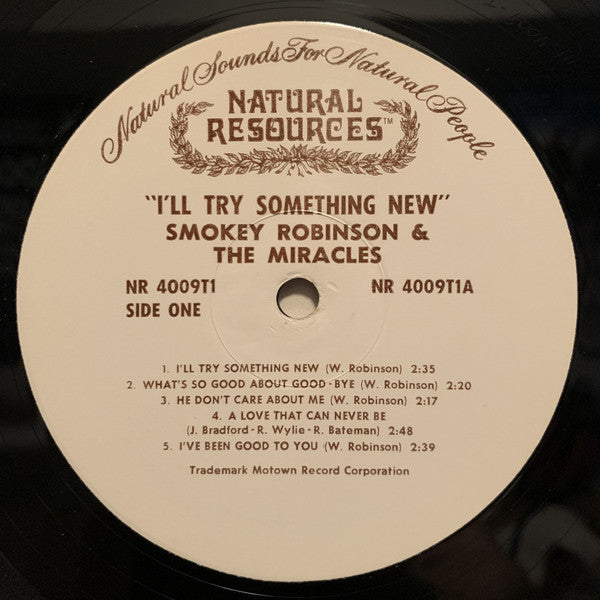 Natural Sounds For Natural People
NATURAL
RESOURCES™
"I'LL TRY SOMETHING NEW"
SMOKEY ROBINSON &
THE MIRACLES
NR 4009T1 NR 4009T1A
SIDE ONE
1. I'LL TRY SOMETHING NEW (W. Robinson) 2:35
2. WHAT'S SO GOOD ABOUT GOOD-BYE (W. Robinson) 2:20
3. HE DON'T CARE ABOUT ME (W. Robinson) 2:17
4. A LOVE THAT CAN NEVER BE
(J. Bradford-R. Wylie-R. Bateman) 2:48
5. I'VE BEEN GOOD TO YOU (W. Robinson) 2:39
Trademark Motown Record Corporation